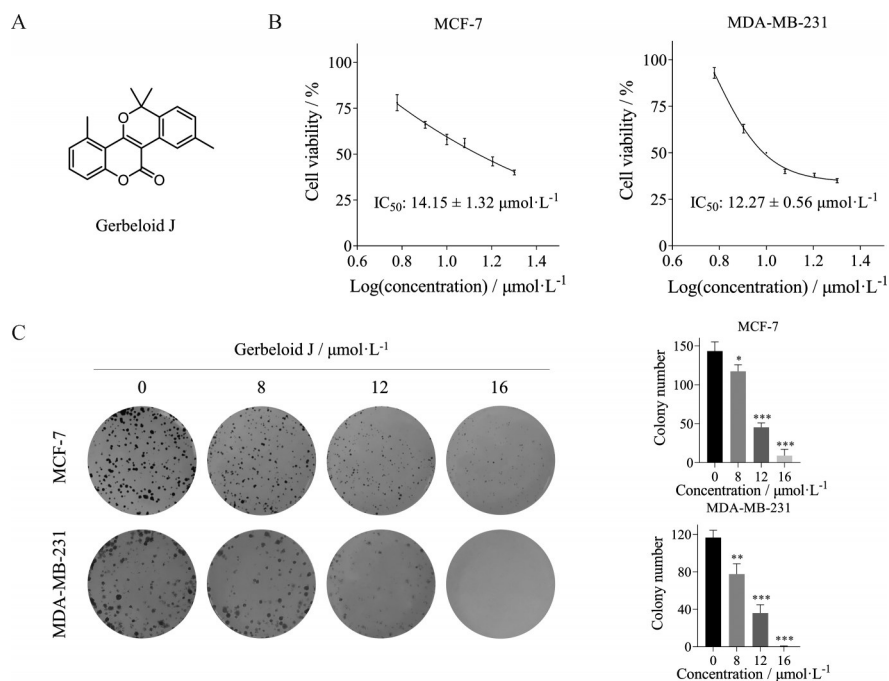 A
O
O
O
Gerbeloid J
B
MCF-7
Cell viability / %
100
75
50
25
0
IC50: 14.15 ± 1.32 μmol·L-1
0.6 0.8 1.0 1.2 1.4
Log(concentration) / μmol·L-1
MDA-MB-231
Cell viability / %
100
75
50
25
0
IC50: 12.27 ± 0.56 μmol·L-1
0.6 0.8 1.0 1.2 1.4
Log(concentration) / μmol·L-1
C
Gerbeloid J / μmol·L-1
0 8 12 16
MCF-7
MDA-MB-231
MCF-7
Colony number
150
100
50
0
*
***
***
0 8 12 16
Concentration / μmol·L-1
MDA-MB-231
Colony number
120
80
40
0
**
***
***
0 8 12 16
Concentration / μmol·L-1